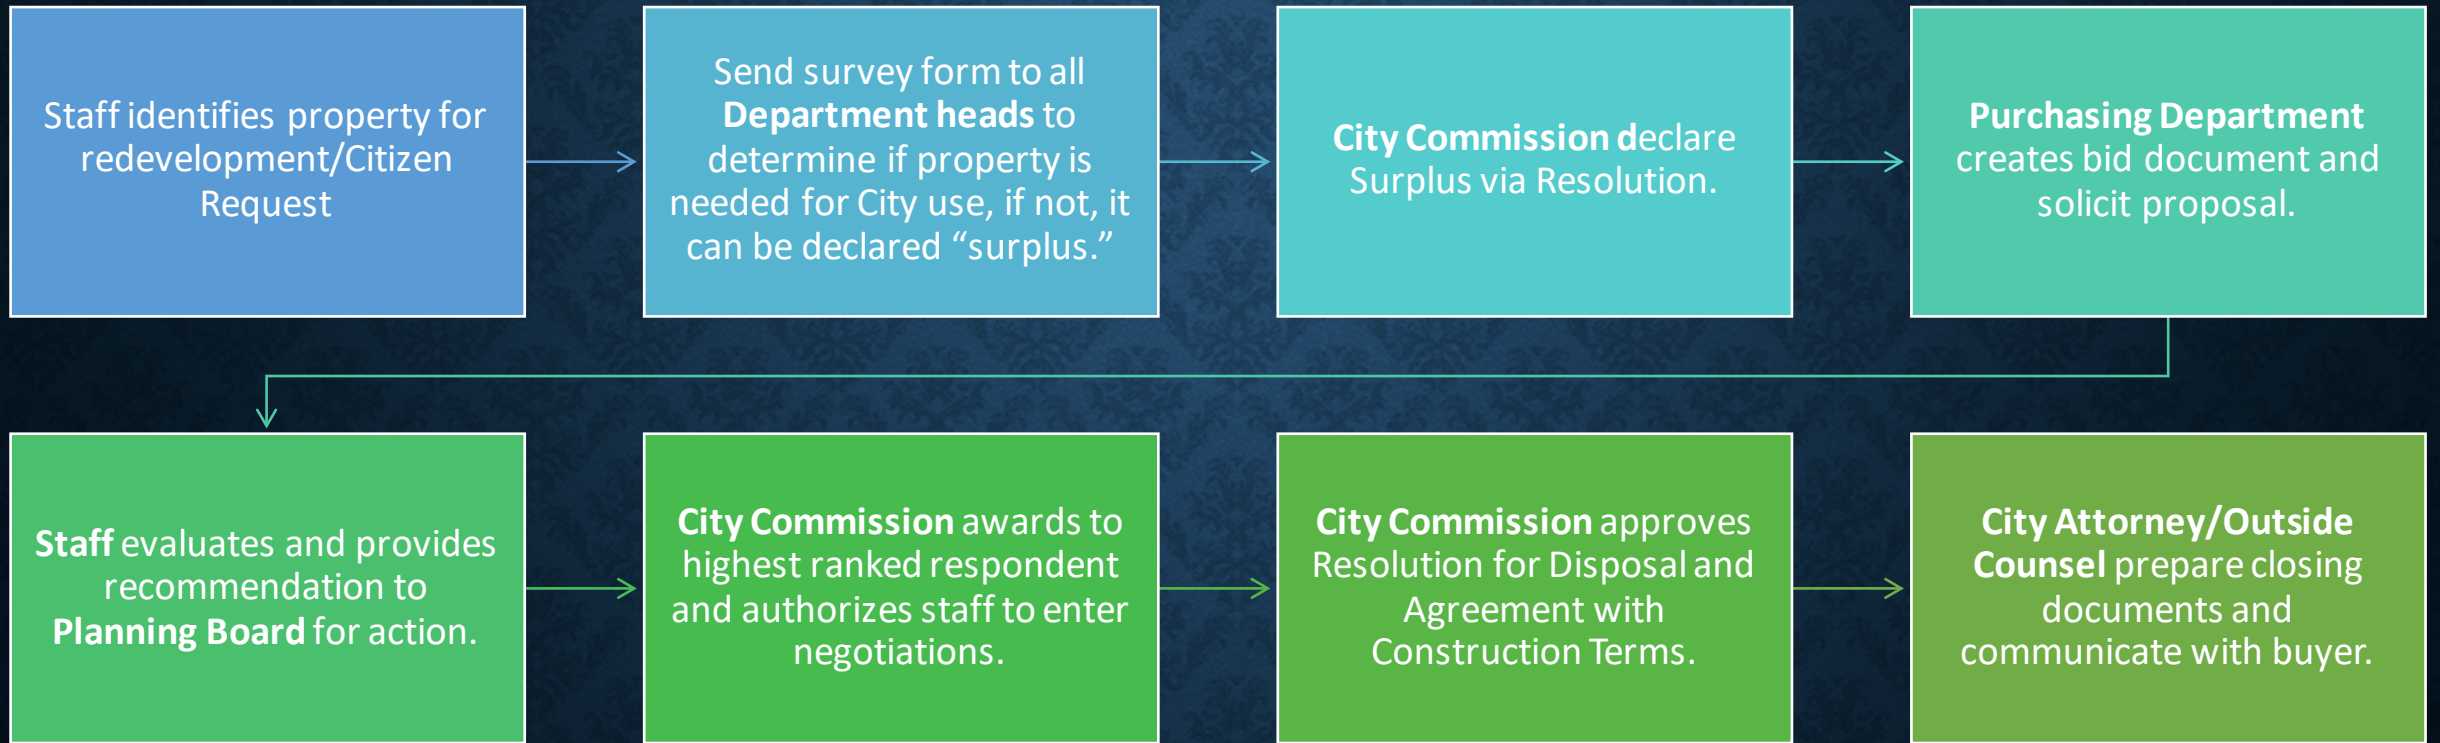 Staff identifies property for
redevelopment/Citizen
Request
Send survey form to all
Department heads to
determine if property is
needed for City use, if not, it
can be declared “surplus.”
City Commission declare
Surplus via Resolution.
Purchasing Department
creates bid document and
solicit proposal.
Staff evaluates and provides
recommendation to
Planning Board for action.
City Commission awards to
highest ranked respondent
and authorizes staff to enter
negotiations.
City Commission approves
Resolution for Disposal and
Agreement with
Construction Terms.
City Attorney/Outside
Counsel prepare closing
documents and
communicate with buyer.